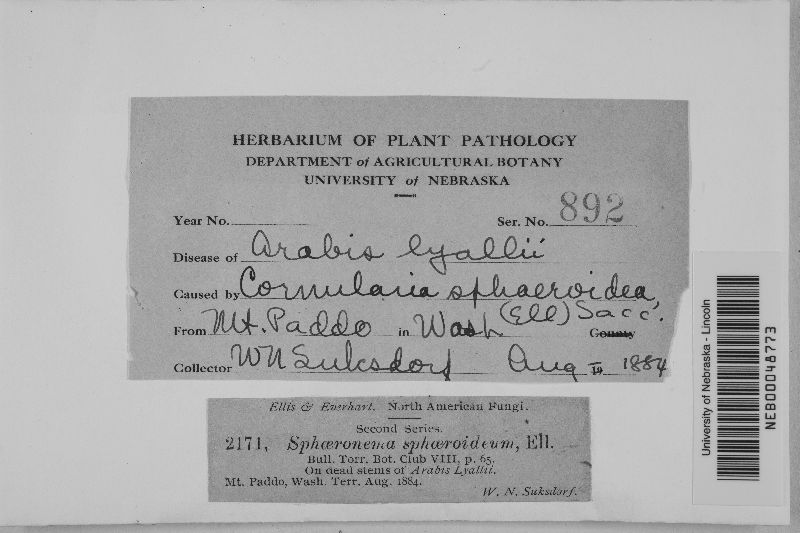 HERBARIUM OF PLANT PATHOLOGY
DEPARTMENT of AGRICULTURAL BOTANY
UNIVERSITY of NEBRASKA
Year No. Ser. No. 892
Disease of Arabis lyallii
Caused by Cornularia sphaeroidea,
(Ell) Sacc.
From Mt. Paddo in Wash County
Collector W N Suksdorf Aug 19 1884
Ellis & Everhart. North American Fungi.
Second Series.
2171, Sphæronema sphæroideum, Ell.
Bull. Torr. Bot. Club VIII, p. 65.
On dead stems of Arabis Lyallii.
Mt. Paddo, Wash. Terr. Aug. 1884.
W. N. Suksdorf.
University of Nebraska - Lincoln
NEB00048773